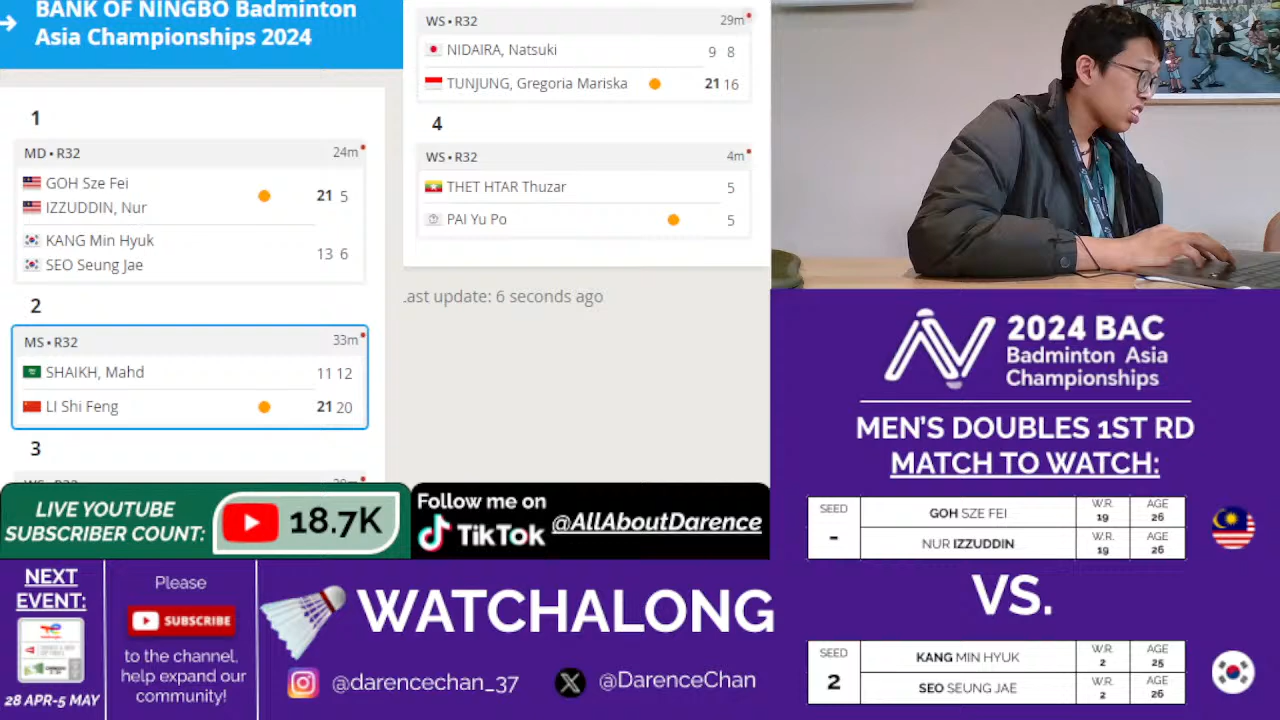 BANK OF NINGBO Badminton
Asia Championships 2024
1
MD • R32 24m
GOH Sze Fei
IZZUDDIN, Nur
21 5
KANG Min Hyuk
SEO Seung Jae
13 6
2
MS • R32 33m
SHAIKH, Mahd 11 12
LI Shi Feng 21 20
3
WS • R32 29m
NIDAIRA, Natsuki 9 8
TUNJUNG, Gregoria Mariska 21 16
4
WS • R32 4m
THET HTAR Thuzar 5
PAI Yu Po 5
ast update: 6 seconds ago
LIVE YOUTUBE
SUBSCRIBER COUNT:
18.7K
Follow me on
TikTok
@AllAboutDarence
NEXT
EVENT:
28 APR-5 MAY
Please
SUBSCRIBE
to the channel,
help expand our
community!
WATCHALONG
@darencechan_37
@DarenceChan
2024 BAC
Badminton Asia
Championships
MEN'S DOUBLES 1ST RD
MATCH TO WATCH:
SEED
-
GOH SZE FEI W.R. 19 AGE 26
NUR IZZUDDIN W.R. 19 AGE 26
VS.
SEED
2
KANG MIN HYUK W.R. 2 AGE 25
SEO SEUNG JAE W.R. 2 AGE 26